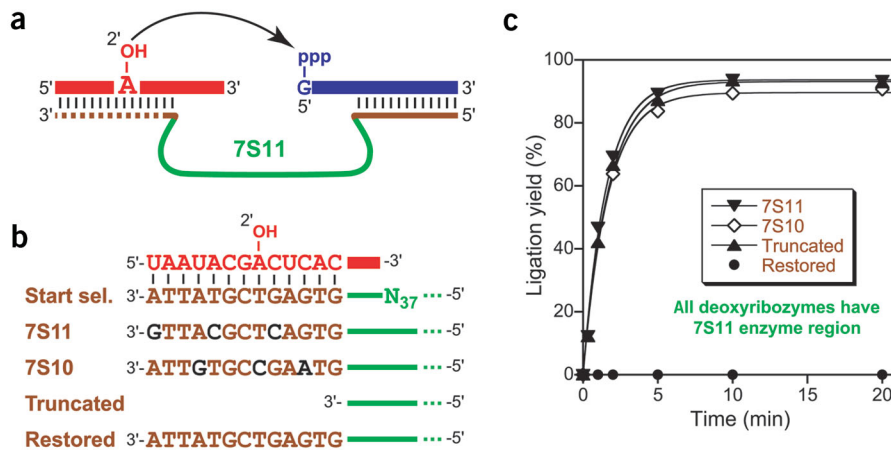 a
2'
OH
5' A 3'
ppp
G
5' 3'
3' 5'
7S11
b
2'
OH
5'- UAAUACGACUCAC -3'
Start sel. 3'- ATTATGCTGAGTG N37 -5'
7S11 3'- GTTACGCTCAGTG -5'
7S10 3'- ATTGTGCCGAATG -5'
Truncated 3'- -5'
Restored 3'- ATTATGCTGAGTG -5'
c
Ligation yield (%)
100
80
60
40
20
0
0 5 10 15 20
Time (min)
7S11
7S10
Truncated
Restored
All deoxyribozymes have
7S11 enzyme region